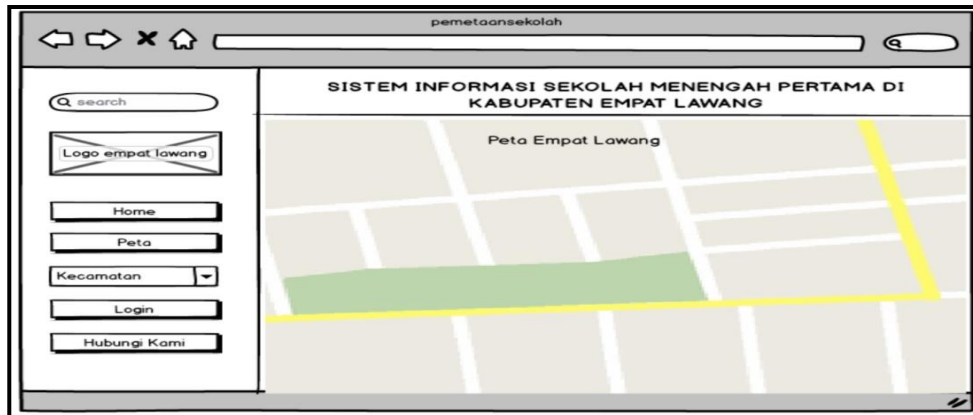 pemetaansekolah
search
Logo empat lawang
Home
Peta
Kecamatan
Login
Hubungi Kami
SISTEM INFORMASI SEKOLAH MENENGAH PERTAMA DI
KABUPATEN EMPAT LAWANG
Peta Empat Lawang